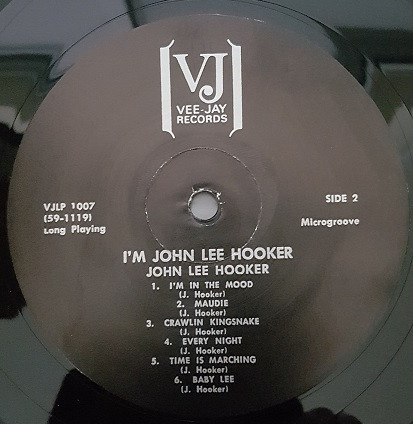 VJ
VEE-JAY
RECORDS
VJLP 1007
(59-1119)
Long Playing
SIDE 2
Microgroove
I'M JOHN LEE HOOKER
JOHN LEE HOOKER
1. I'M IN THE MOOD
(J. Hooker)
2. MAUDIE
(J. Hooker)
3. CRAWLIN KINGSNAKE
(J. Hooker)
4. EVERY NIGHT
(J. Hooker)
5. TIME IS MARCHING
(J. Hooker)
6. BABY LEE
(J. Hooker)